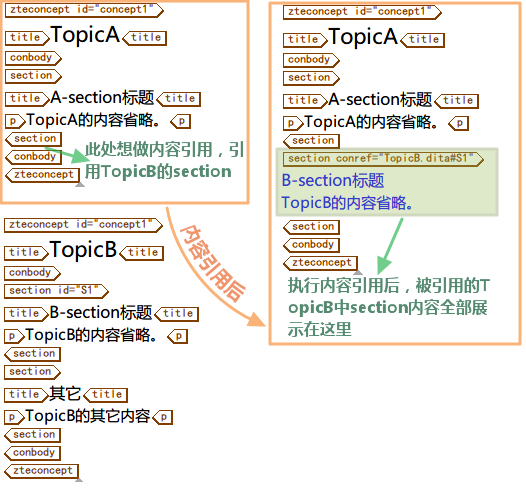 zteconcept id="concept1"
title TopicA title
conbody
section
title A-section标题 title
p TopicA的内容省略。 p
section
conbody
zteconcept
此处想做内容引用，引
用TopicB的section
zteconcept id="concept1"
title TopicB title
conbody
section id="S1"
title B-section标题 title
p TopicB的内容省略。 p
section
section
title 其它 title
p TopicB的其它内容 p
section
conbody
zteconcept
内容引用后
zteconcept id="concept1"
title TopicA title
conbody
section
title A-section标题 title
p TopicA的内容省略。 p
section
section conref="TopicB.dita#S1"
B-section标题
TopicB的内容省略。
section
conbody
zteconcept
执行内容引用后，被引用的T
opicB中section内容全部展
示在这里